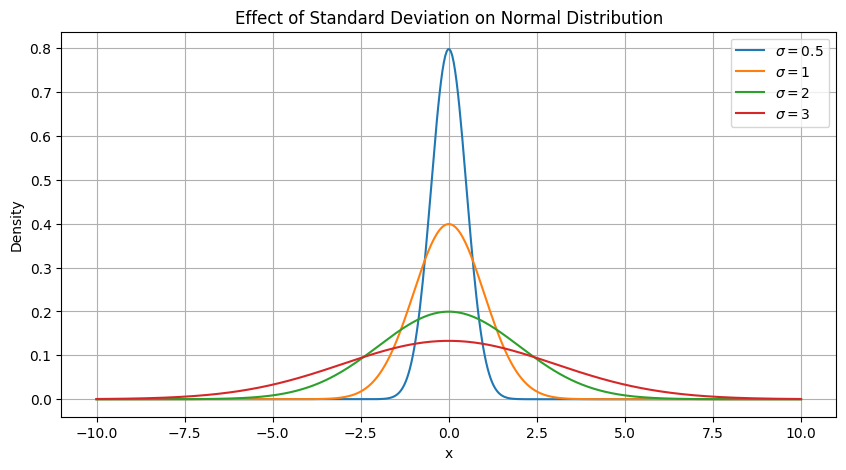 Effect of Standard Deviation on Normal Distribution
σ = 0.5
σ = 1
σ = 2
σ = 3
Density
0.8
0.7
0.6
0.5
0.4
0.3
0.2
0.1
0.0
−10.0 −7.5 −5.0 −2.5 0.0 2.5 5.0 7.5 10.0
x